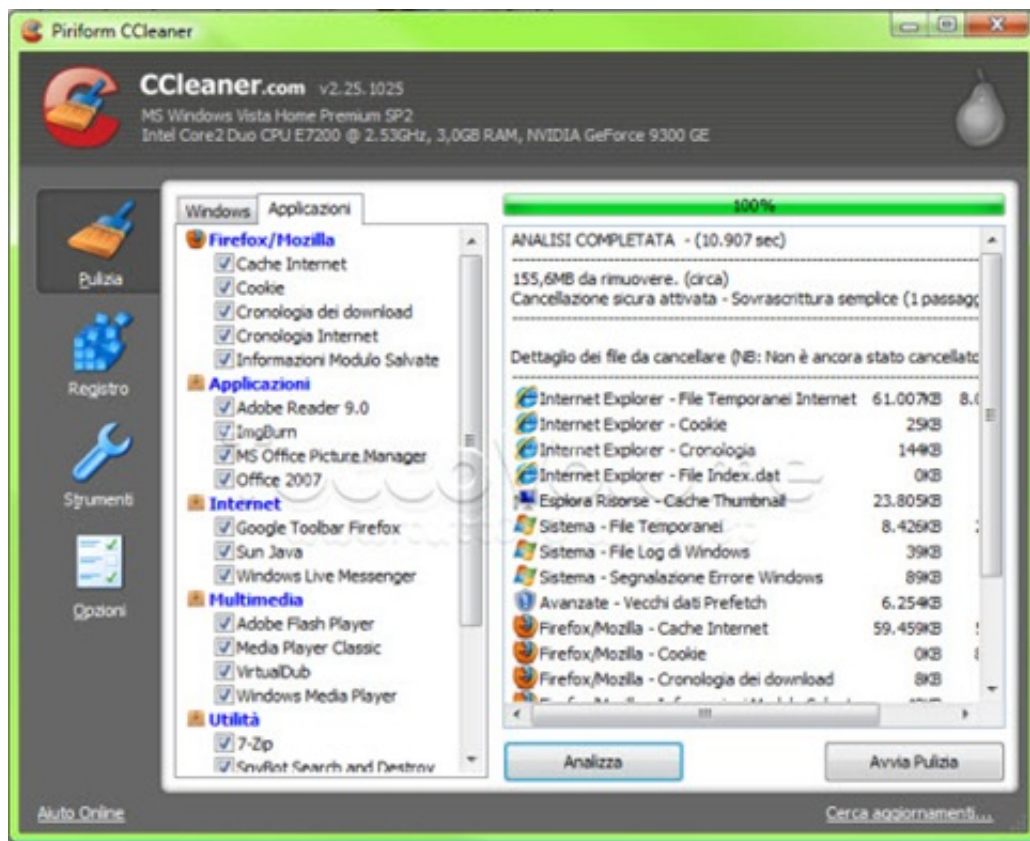 Piriform CCleaner
CCleaner.com v2.25.1025
MS Windows Vista Home Premium SP2
Intel Core2 Duo CPU E7200 @ 2.53GHz, 3,0GB RAM, NVIDIA GeForce 9300 GE
Pulizia
Registro
Strumenti
Opzioni
Windows
Applicazioni
Firefox/Mozilla
Cache Internet
Cookie
Cronologia dei download
Cronologia Internet
Informazioni Modulo Salvate
Applicazioni
Adobe Reader 9.0
ImgBurn
MS Office Picture Manager
Office 2007
Internet
Google Toolbar Firefox
Sun Java
Windows Live Messenger
Multimedia
Adobe Flash Player
Media Player Classic
VirtualDub
Windows Media Player
Utilità
7-Zip
SpyBot Search and Destroy
100%
ANALISI COMPLETATA - (10.907 sec)
155,6MB da rimuovere. (circa)
Cancellazione sicura attivata - Sovrascrittura semplice (1 passagg
Dettaglio dei file da cancellare (NB: Non è ancora stato cancellato
Internet Explorer - File Temporanei Internet 61.007KB 8.0
Internet Explorer - Cookie 25KB
Internet Explorer - Cronologia 144KB
Internet Explorer - File Index.dat 0KB
Esplora Risorse - Cache Thumbnail 23.805KB
Sistema - File Temporanei 8.426KB
Sistema - File Log di Windows 39KB
Sistema - Segnalazione Errore Windows 89KB
Avanzate - Vecchi dati Prefetch 6.254KB
Firefox/Mozilla - Cache Internet 59.459KB
Firefox/Mozilla - Cookie 0KB
Firefox/Mozilla - Cronologia dei download 8KB
Analizza
Avvia Pulizia
Aiuto Online
Cerca aggiornamenti...